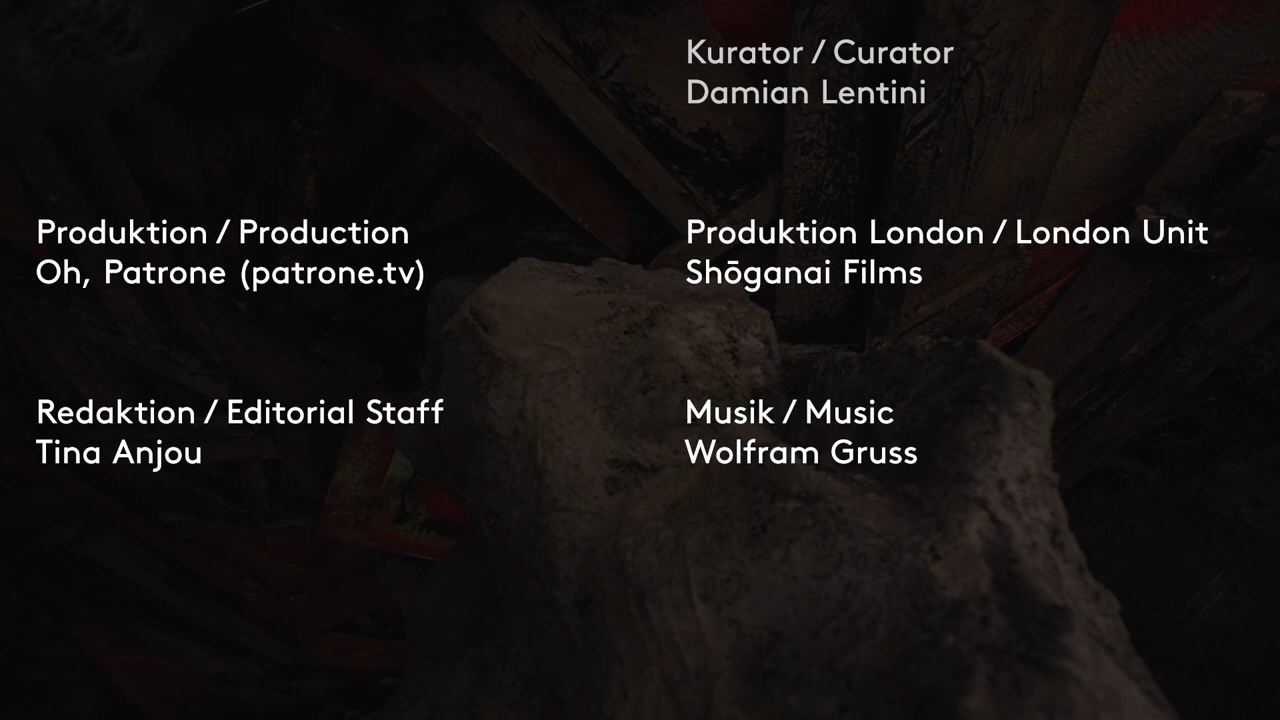 Kurator / Curator
Damian Lentini
Produktion / Production
Oh, Patrone (patrone.tv)
Produktion London / London Unit
Shōganai Films
Redaktion / Editorial Staff
Tina Anjou
Musik / Music
Wolfram Gruss